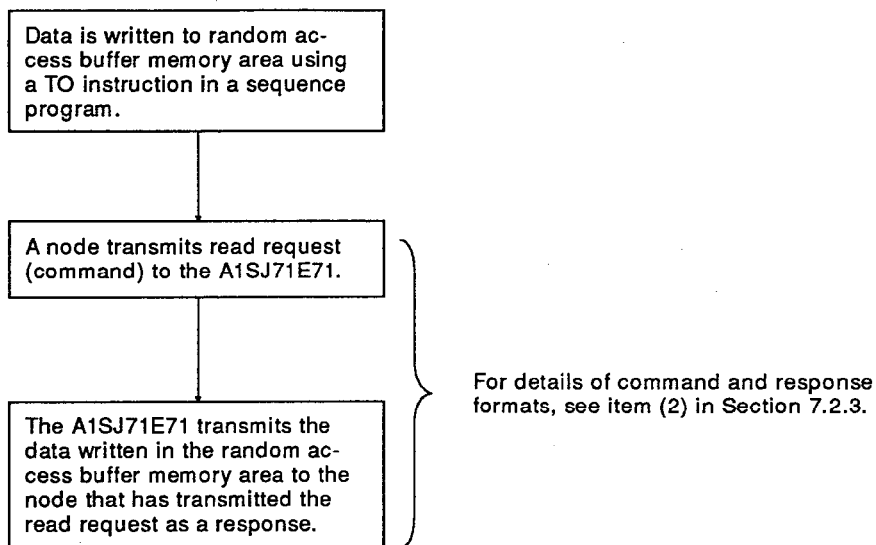 Data is written to random ac-
cess buffer memory area using
a TO instruction in a sequence
program.
A node transmits read request
(command) to the A1SJ71E71.
For details of command and response
formats, see item (2) in Section 7.2.3.
The A1SJ71E71 transmits the
data written in the random ac-
cess buffer memory area to the
node that has transmitted the
read request as a response.